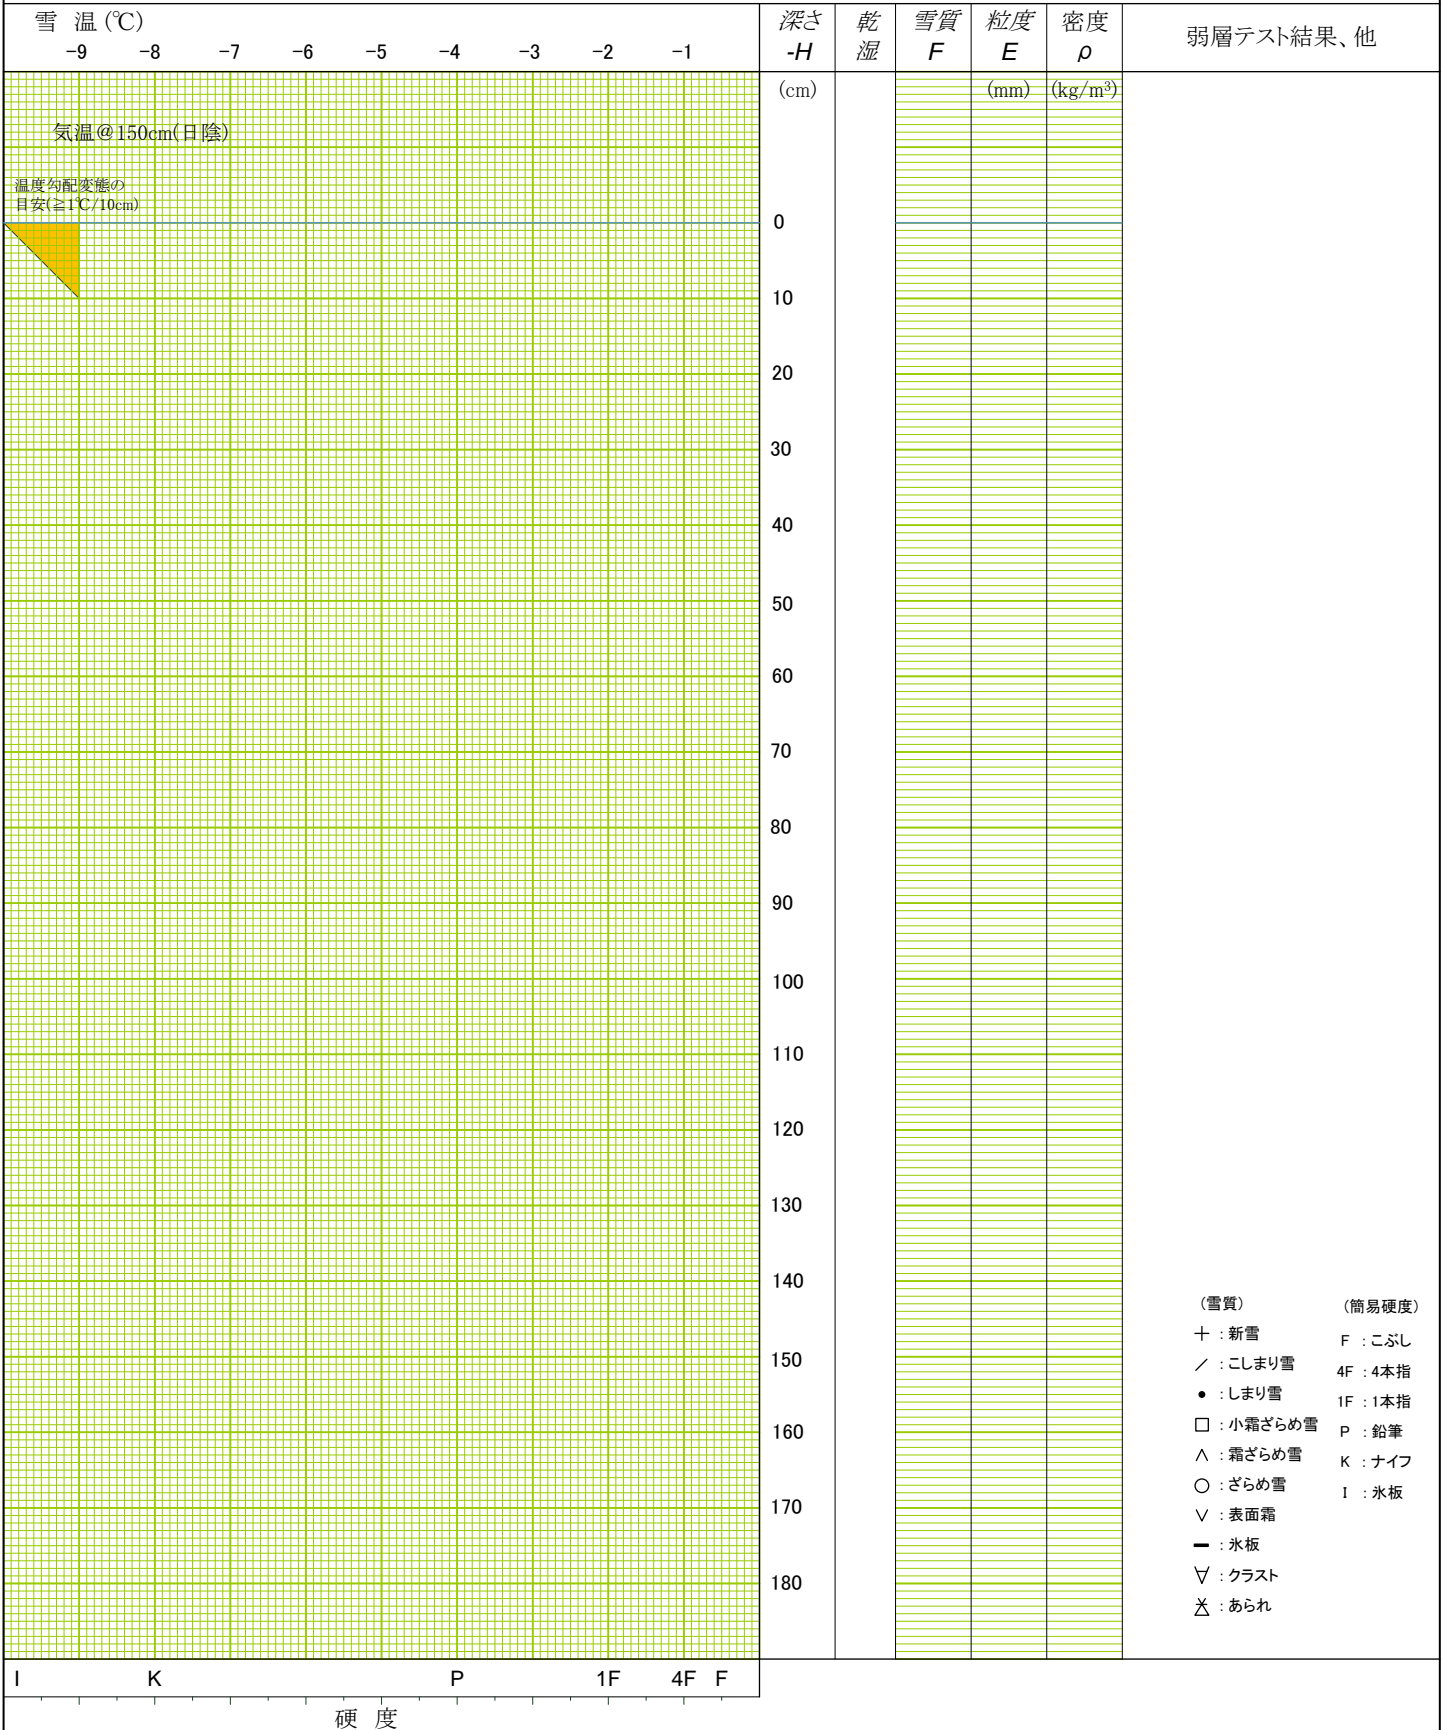 雪 温(℃)
-9 -8 -7 -6 -5 -4 -3 -2 -1
深さ
-H
(cm)
乾
湿
雪質
F
粒度
E
(mm)
密度
ρ
(kg/m³)
弱層テスト結果、他
気温@150cm(日陰)
温度勾配変態の
目安(≧1℃/10cm)
0
10
20
30
40
50
60
70
80
90
100
110
120
130
140
150
160
170
180
(雪質)
＋ : 新雪
／ : こしまり雪
● : しまり雪
□ : 小霜ざらめ雪
∧ : 霜ざらめ雪
○ : ざらめ雪
∨ : 表面霜
━ : 氷板
∀ : クラスト
: あられ
(簡易硬度)
F : こぶし
4F : 4本指
1F : 1本指
P : 鉛筆
K : ナイフ
I : 氷板
I K P 1F 4F F
硬 度